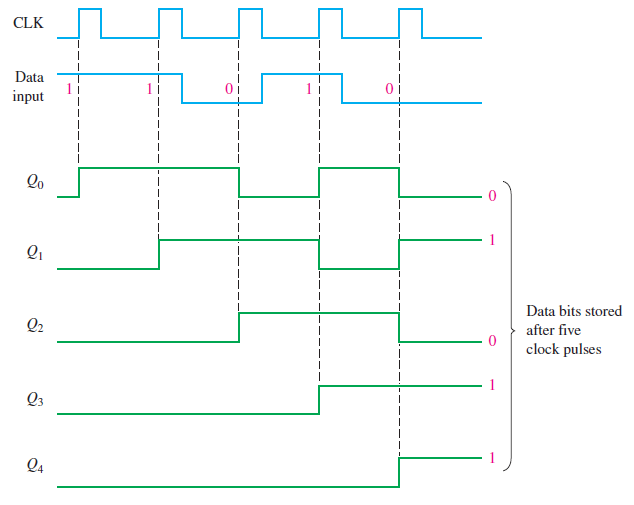 CLK
Data
input
1 1 0 1 0
Q0
0
Q1
1
Q2
0
Q3
1
Q4
1
Data bits stored
after five
clock pulses